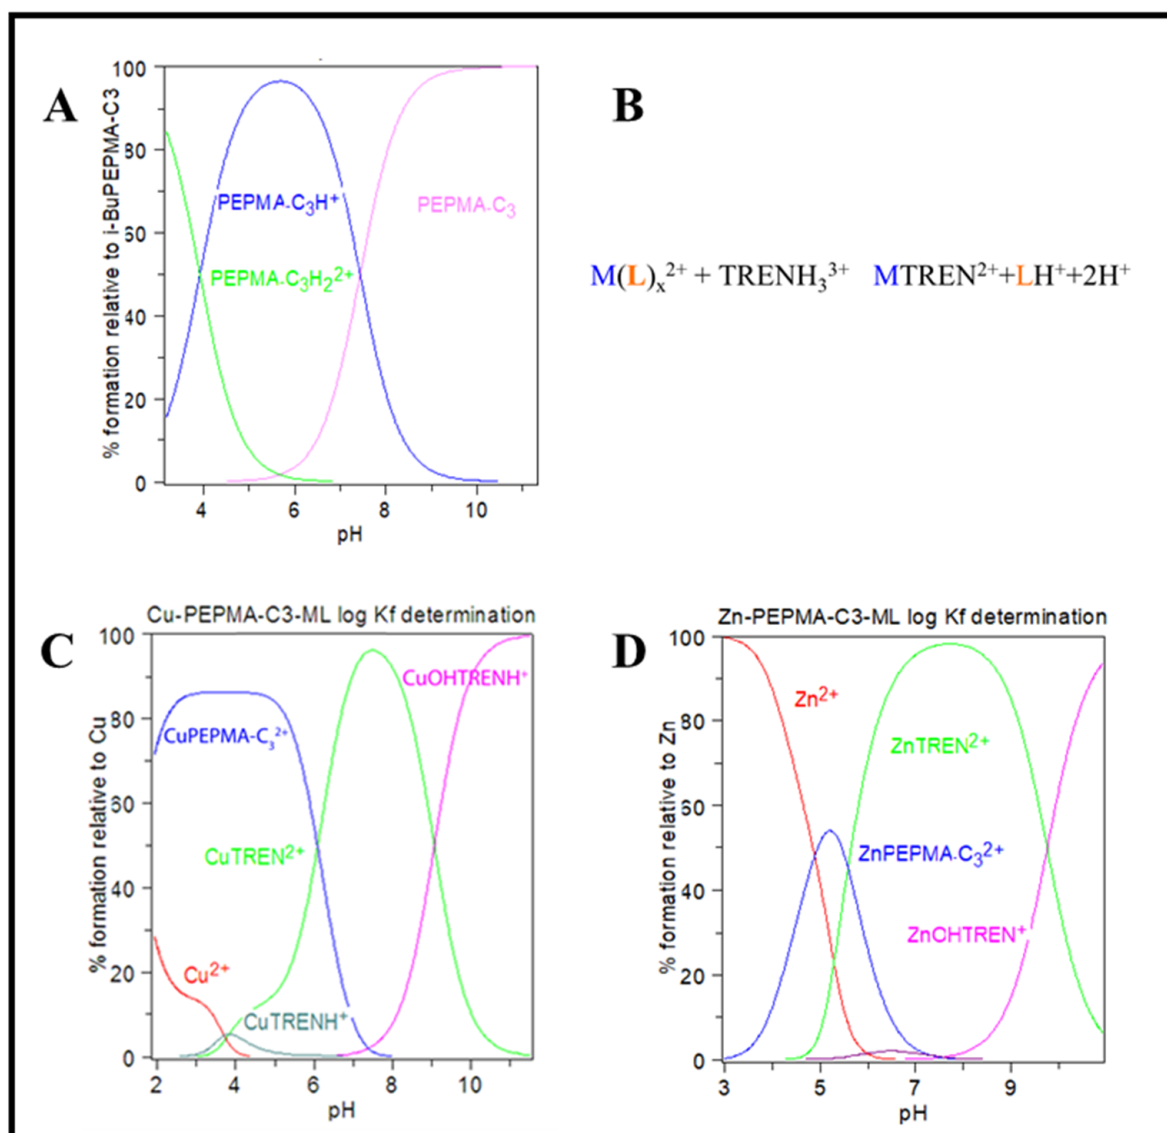 A
% formation relative to i-BuPEPMA-C3
100
80
60
40
20
0
PEPMA-C₃H⁺
PEPMA-C₃
PEPMA-C₃H₂²⁺
4 6 8 10
pH
B
M(L)ₓ²⁺ + TRENH₃³⁺ MTREN²⁺+LH⁺+2H⁺
C
Cu-PEPMA-C3-ML log Kf determination
% formation relative to Cu
100
80
60
40
20
0
CuOHTRENH⁺
CuPEPMA-C₃²⁺
CuTREN²⁺
Cu²⁺
CuTRENH⁺
2 4 6 8 10
pH
D
Zn-PEPMA-C3-ML log Kf determination
% formation relative to Zn
100
80
60
40
20
0
Zn²⁺
ZnTREN²⁺
ZnPEPMA-C₃²⁺
ZnOHTREN⁺
3 5 7 9
pH